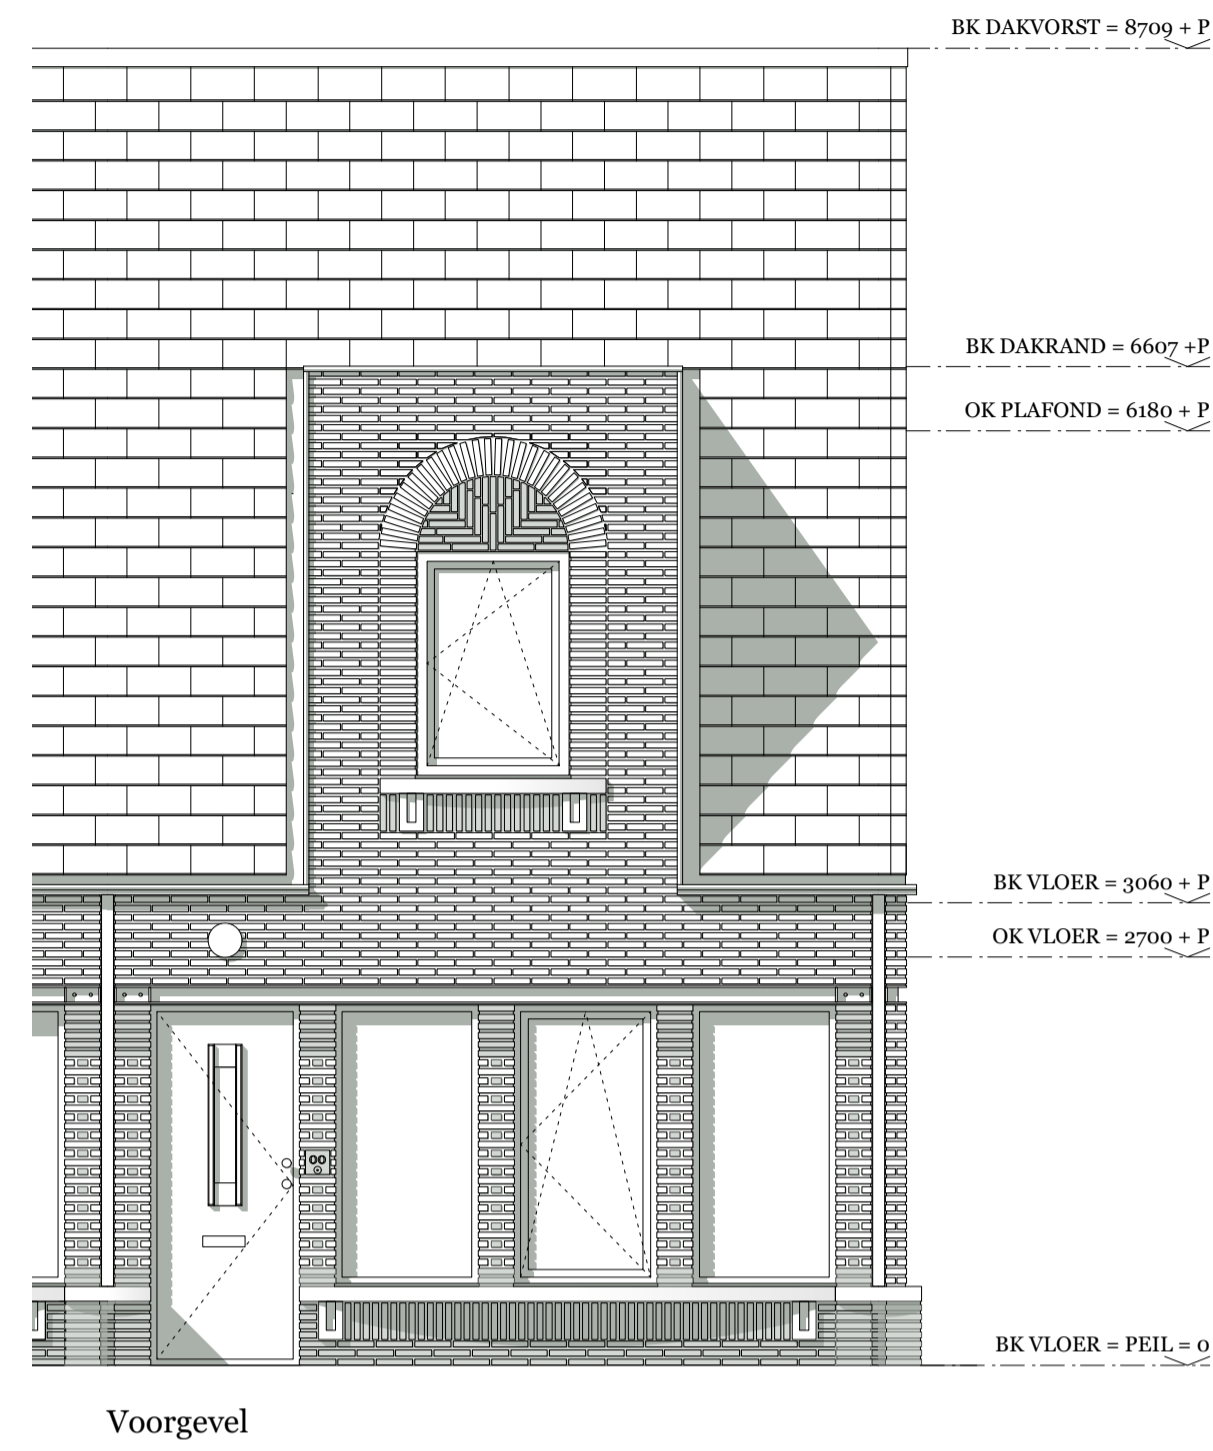 BK DAKVORST = 8709 + P
BK DAKRAND = 6607 +P
OK PLAFOND = 6180 + P
BK VLOER = 3060 + P
OK VLOER = 2700 + P
BK VLOER = PEIL = 0
Voorgevel